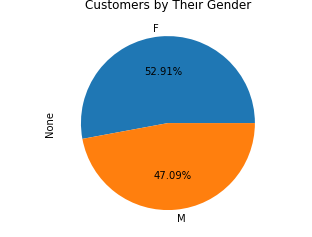 Customers by Their Gender
F
52.91%
None
47.09%
M